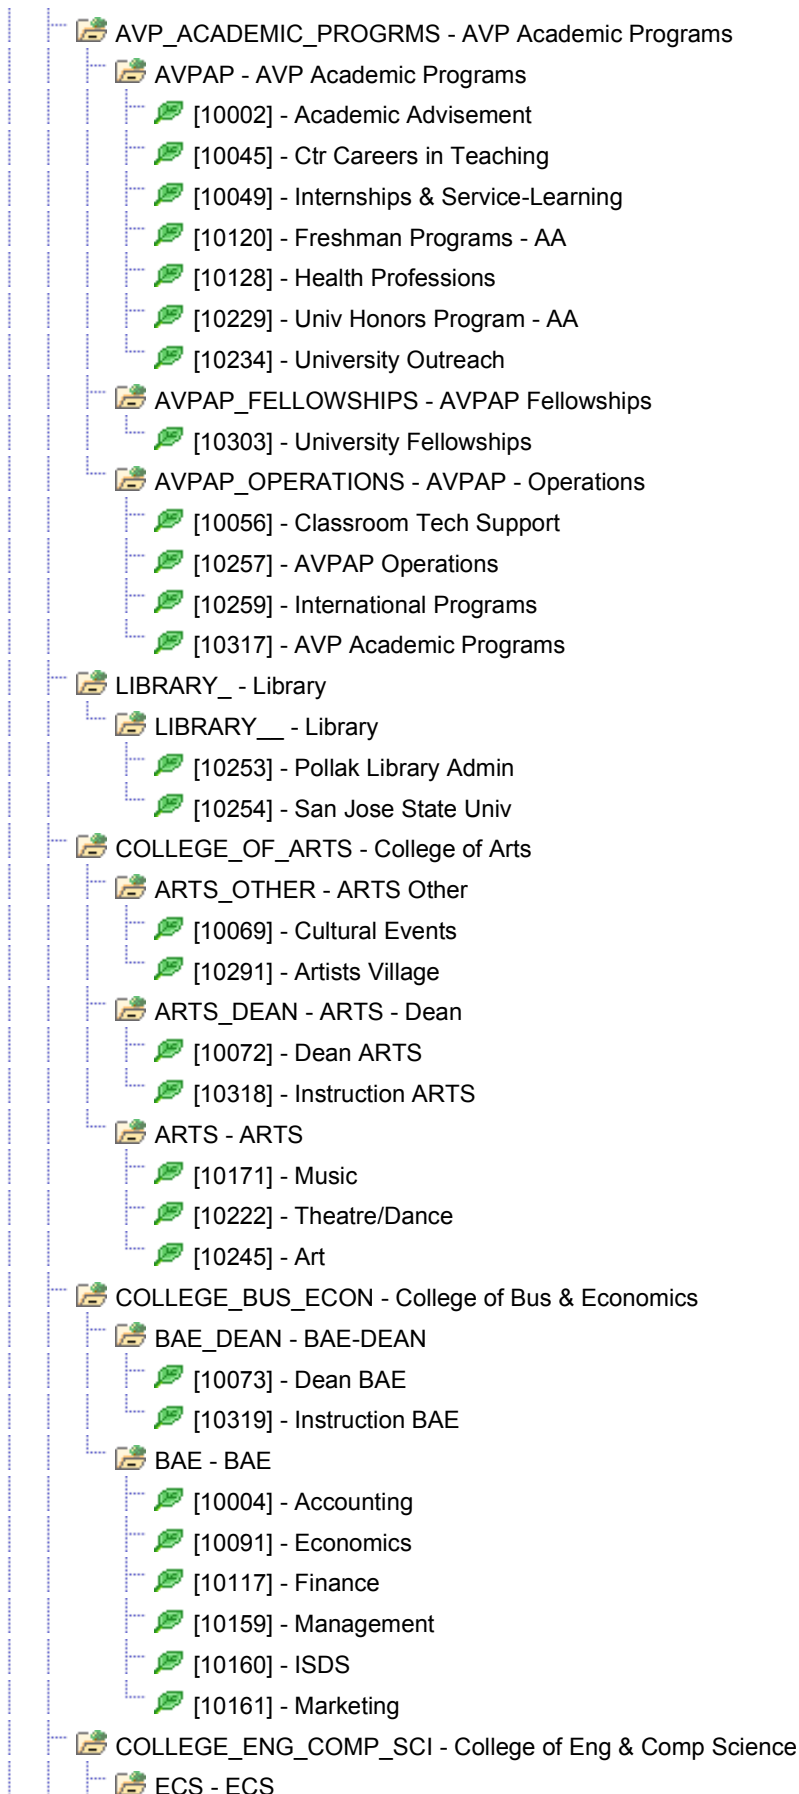 AVP_ACADEMIC_PROGRMS - AVP Academic Programs
AVPAP - AVP Academic Programs
[10002] - Academic Advisement
[10045] - Ctr Careers in Teaching
[10049] - Internships & Service-Learning
[10120] - Freshman Programs - AA
[10128] - Health Professions
[10229] - Univ Honors Program - AA
[10234] - University Outreach
AVPAP_FELLOWSHIPS - AVPAP Fellowships
[10303] - University Fellowships
AVPAP_OPERATIONS - AVPAP - Operations
[10056] - Classroom Tech Support
[10257] - AVPAP Operations
[10259] - International Programs
[10317] - AVP Academic Programs
LIBRARY_ - Library
LIBRARY__ - Library
[10253] - Pollak Library Admin
[10254] - San Jose State Univ
COLLEGE_OF_ARTS - College of Arts
ARTS_OTHER - ARTS Other
[10069] - Cultural Events
[10291] - Artists Village
ARTS_DEAN - ARTS - Dean
[10072] - Dean ARTS
[10318] - Instruction ARTS
ARTS - ARTS
[10171] - Music
[10222] - Theatre/Dance
[10245] - Art
COLLEGE_BUS_ECON - College of Bus & Economics
BAE_DEAN - BAE-DEAN
[10073] - Dean BAE
[10319] - Instruction BAE
BAE - BAE
[10004] - Accounting
[10091] - Economics
[10117] - Finance
[10159] - Management
[10160] - ISDS
[10161] - Marketing
COLLEGE_ENG_COMP_SCI - College of Eng & Comp Science
ECS - ECS